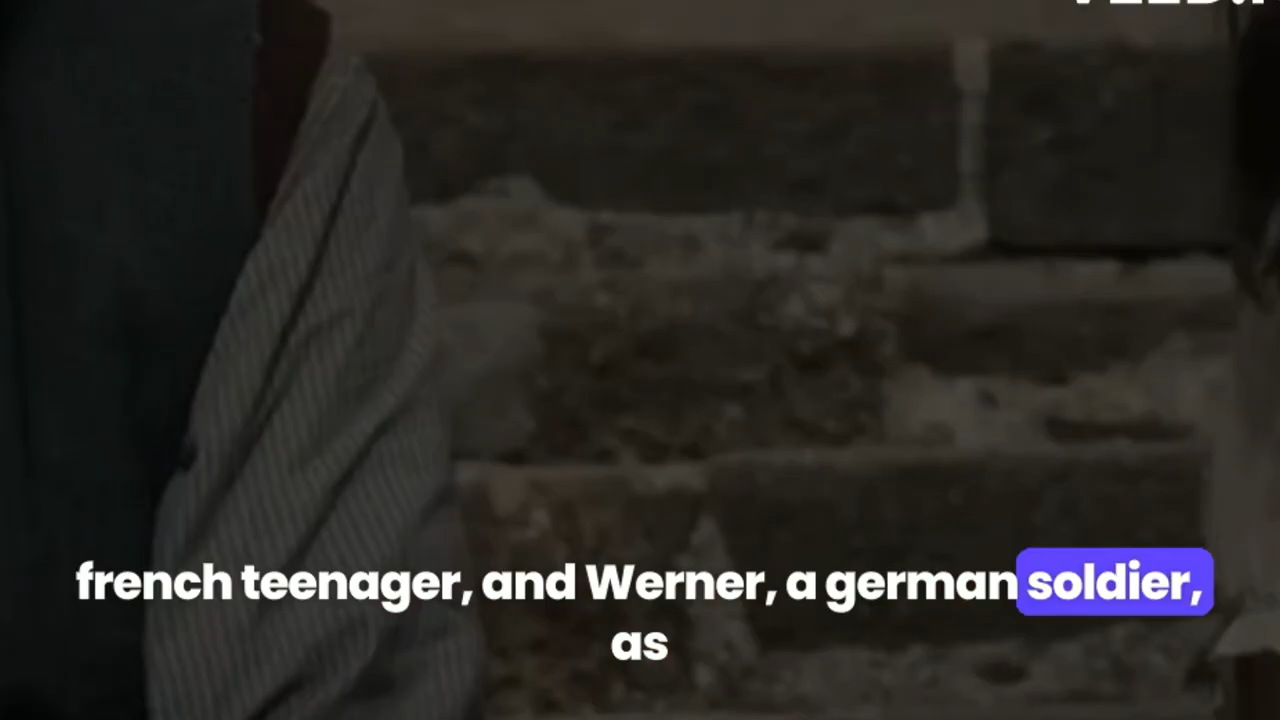 french teenager, and Werner, a german soldier,
as